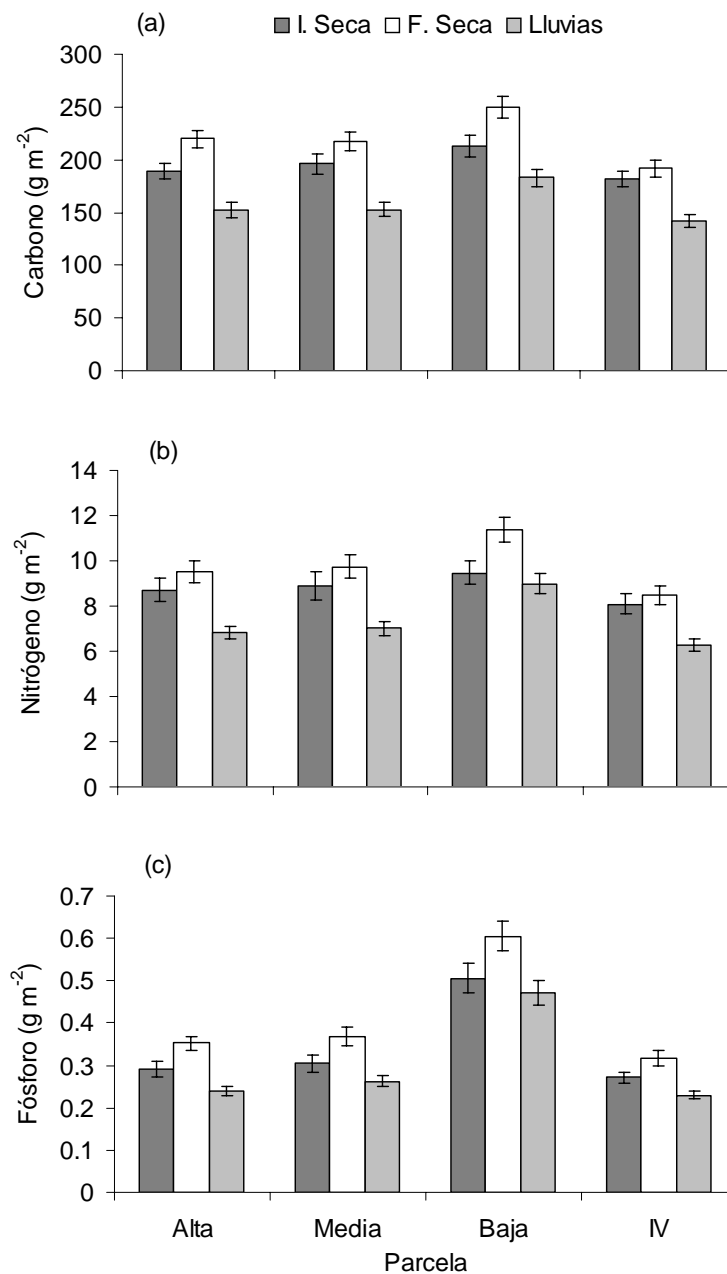 (a) I. Seca F. Seca Lluvias
300
250
200
150
100
50
0
Carbono (g m-2)
(b)
14
12
10
8
6
4
2
0
Nitrógeno (g m-2)
(c)
0.7
0.6
0.5
0.4
0.3
0.2
0.1
0
Fósforo (g m-2)
Alta Media Baja IV
Parcela